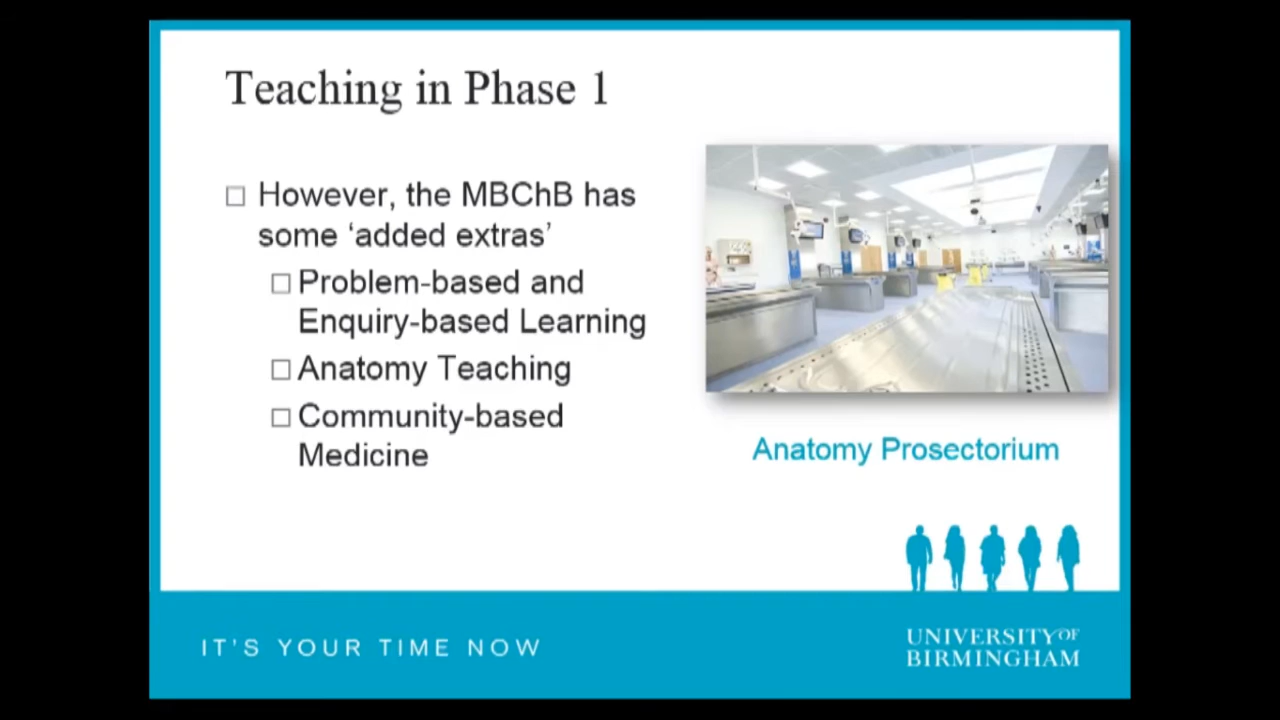 Teaching in Phase 1
However, the MBChB has
some ‘added extras’
Problem-based and
Enquiry-based Learning
Anatomy Teaching
Community-based
Medicine
Anatomy Prosectorium
IT’S YOUR TIME NOW
UNIVERSITY OF
BIRMINGHAM